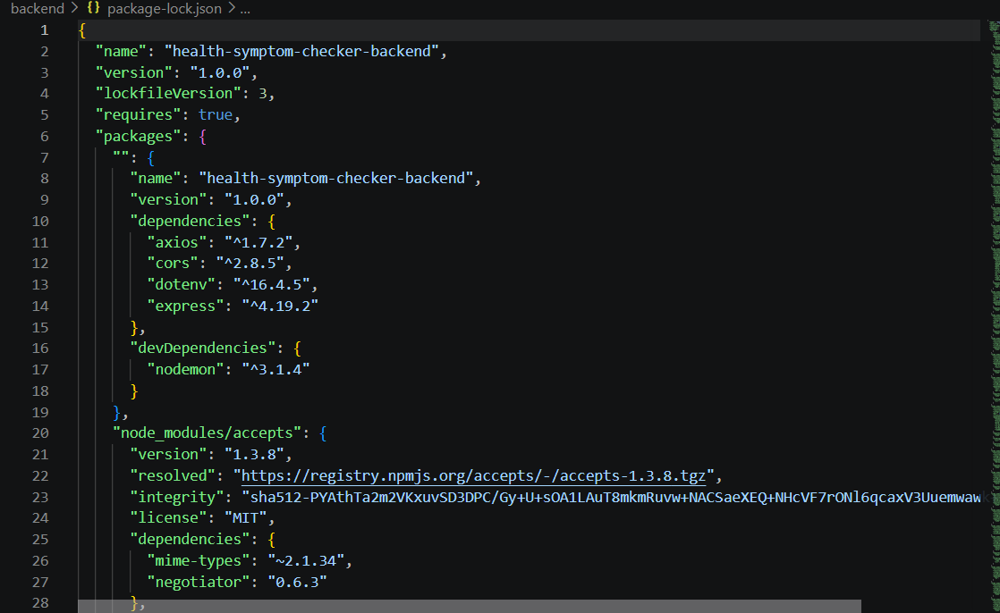 backend > {} package-lock.json > ...
1 {
2 "name": "health-symptom-checker-backend",
3 "version": "1.0.0",
4 "lockfileVersion": 3,
5 "requires": true,
6 "packages": {
7 "": {
8 "name": "health-symptom-checker-backend",
9 "version": "1.0.0",
10 "dependencies": {
11 "axios": "^1.7.2",
12 "cors": "^2.8.5",
13 "dotenv": "^16.4.5",
14 "express": "^4.19.2"
15 },
16 "devDependencies": {
17 "nodemon": "^3.1.4"
18 }
19 },
20 "node_modules/accepts": {
21 "version": "1.3.8",
22 "resolved": "https://registry.npmjs.org/accepts/-/accepts-1.3.8.tgz",
23 "integrity": "sha512-PYAthTa2m2VKxuvSD3DPC/Gy+U+sOA1LAuT8mkmRuvw+NACSaeXEQ+NHcVF7rONl6qcaxV3Uuemwaw
24 "license": "MIT",
25 "dependencies": {
26 "mime-types": "~2.1.34",
27 "negotiator": "0.6.3"
28 },